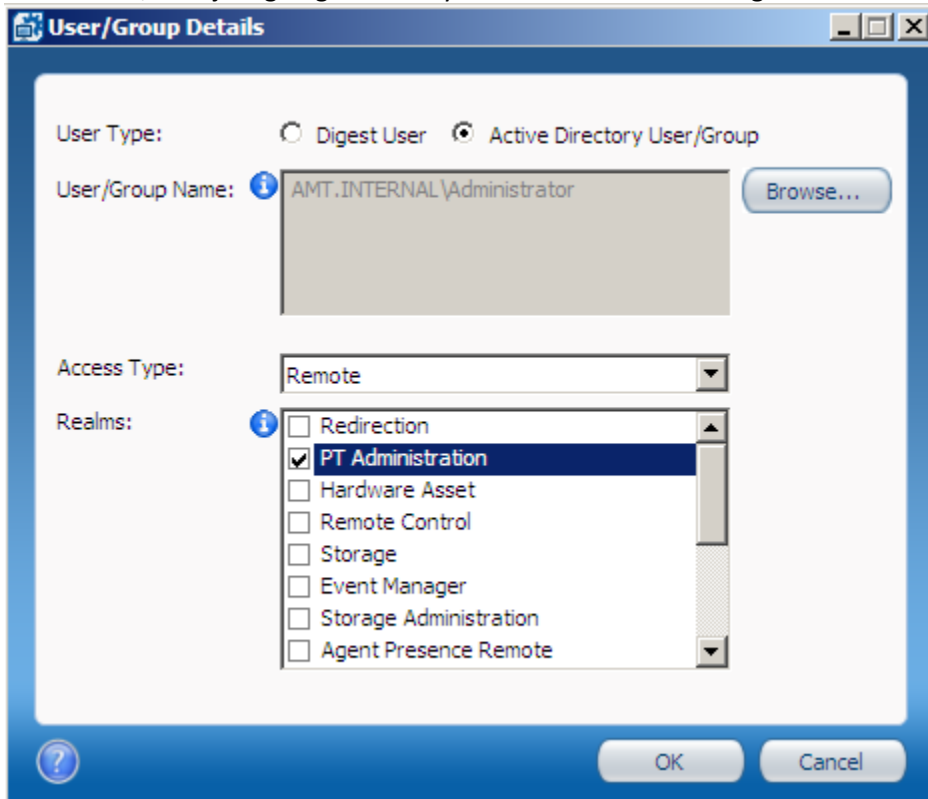 User/Group Details
User Type:
Digest User
Active Directory User/Group
User/Group Name:
AMT.INTERNAL\Administrator
Browse...
Access Type:
Remote
Realms:
Redirection
PT Administration
Hardware Asset
Remote Control
Storage
Event Manager
Storage Administration
Agent Presence Remote
OK
Cancel